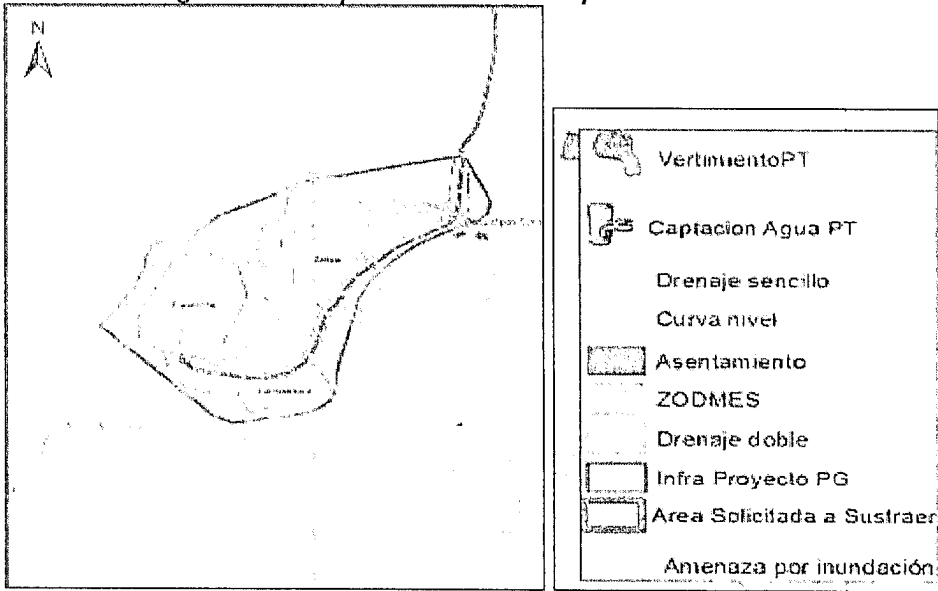 N
VertimientoPT
Captacion Agua PT
Drenaje sencillo
Curva nivel
Asentamiento
ZODMES
Drenaje doble
Infra Proyecto PG
Area Solicitada a Sustraer
Amenaza por inundación